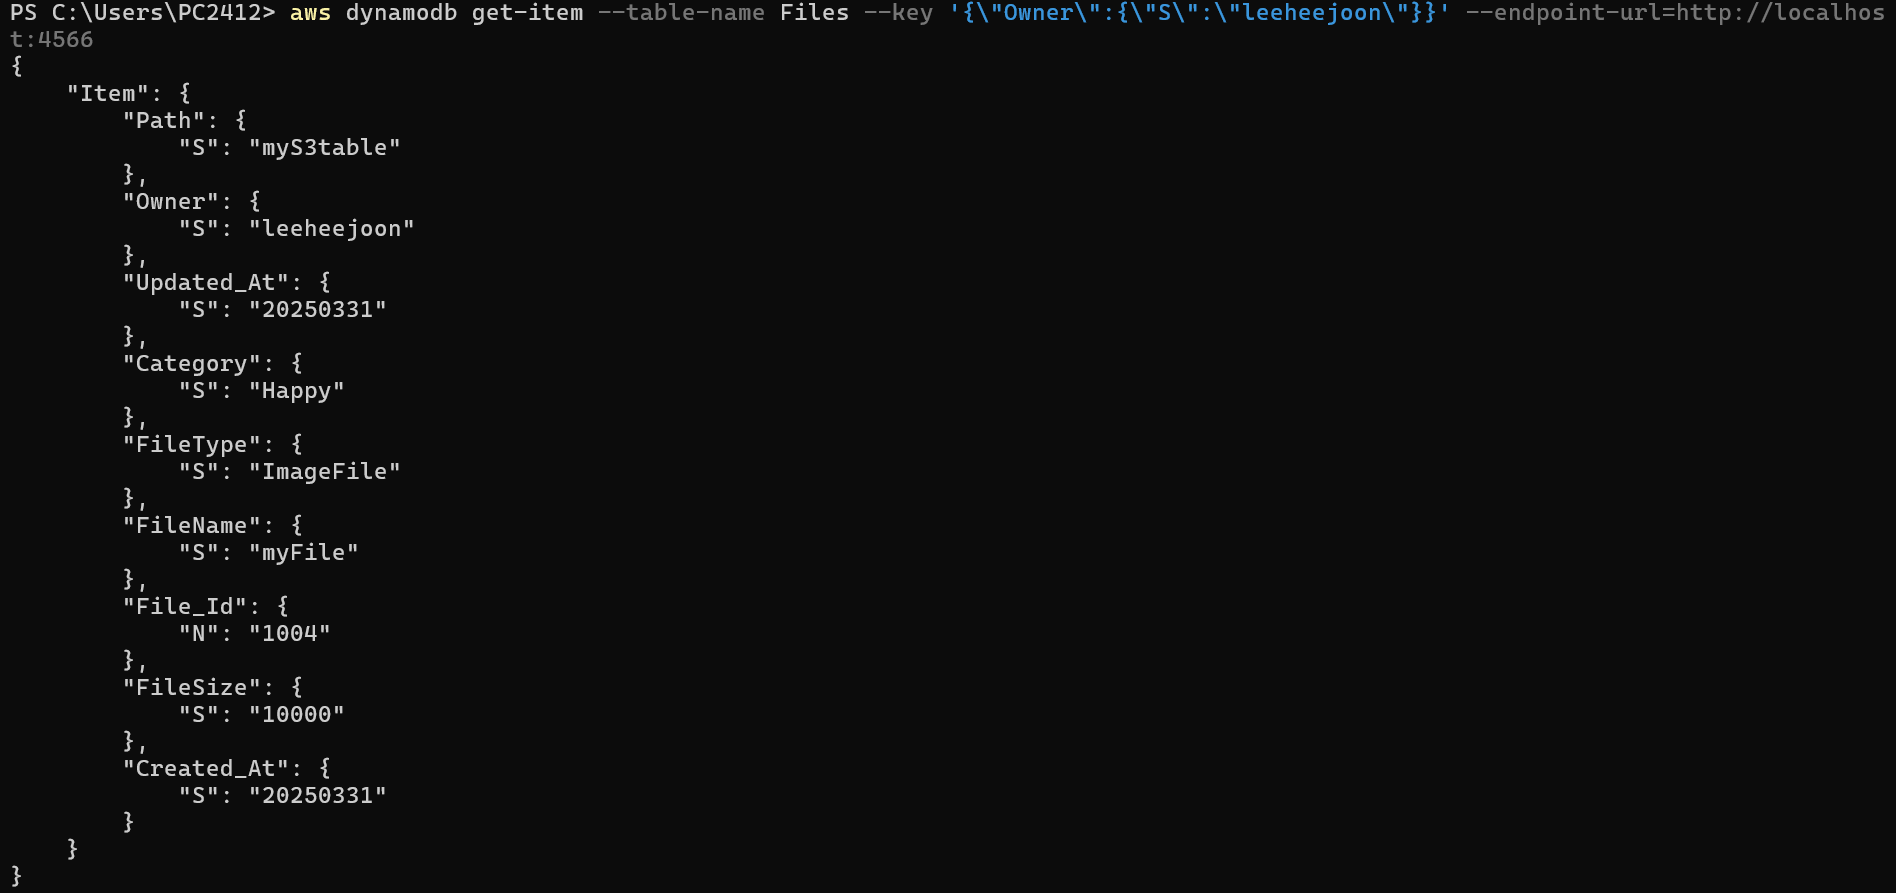 PS C:\Users\PC2412> aws dynamodb get-item --table-name Files --key '{\"Owner\":{\"S\":\"leeheejoon\"}}' --endpoint-url=http://localhos
t:4566
{
    "Item": {
        "Path": {
            "S": "myS3table"
        },
        "Owner": {
            "S": "leeheejoon"
        },
        "Updated_At": {
            "S": "20250331"
        },
        "Category": {
            "S": "Happy"
        },
        "FileType": {
            "S": "ImageFile"
        },
        "FileName": {
            "S": "myFile"
        },
        "File_Id": {
            "N": "1004"
        },
        "FileSize": {
            "S": "10000"
        },
        "Created_At": {
            "S": "20250331"
        }
    }
}